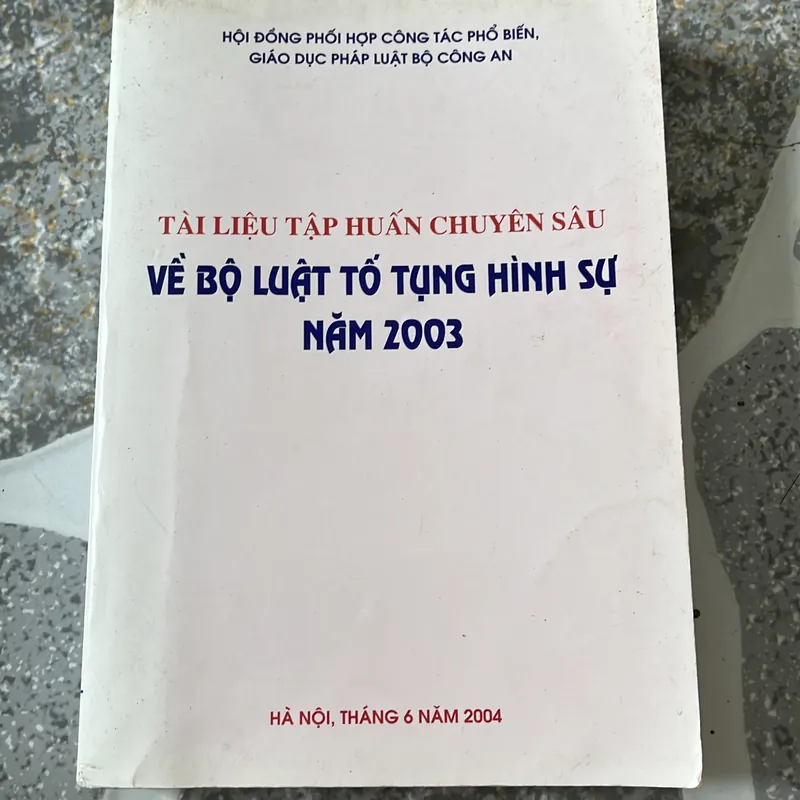 HỘI ĐỒNG PHỐI HỢP CÔNG TÁC PHỔ BIẾN,
GIÁO DỤC PHÁP LUẬT BỘ CÔNG AN
TÀI LIỆU TẬP HUẤN CHUYÊN SÂU
VỀ BỘ LUẬT TỐ TỤNG HÌNH SỰ
NĂM 2003
HÀ NỘI, THÁNG 6 NĂM 2004